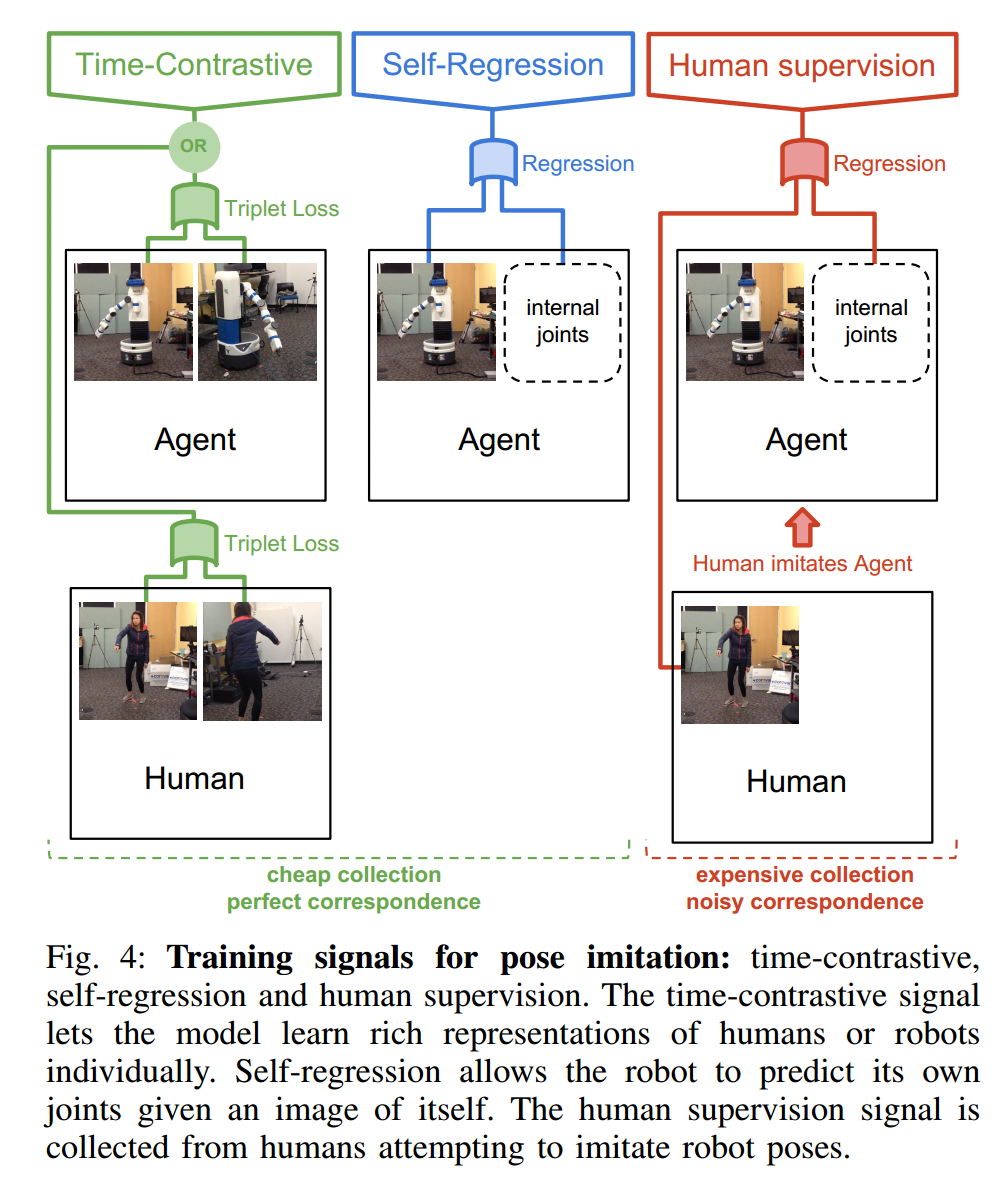 Time-Contrastive
Self-Regression
Human supervision
OR
Triplet Loss
Regression
Regression
internal
joints
internal
joints
Agent
Agent
Agent
Triplet Loss
Human imitates Agent
Human
Human
cheap collection
perfect correspondence
expensive collection
noisy correspondence
Fig. 4: Training signals for pose imitation: time-contrastive,
self-regression and human supervision. The time-contrastive signal
lets the model learn rich representations of humans or robots
individually. Self-regression allows the robot to predict its own
joints given an image of itself. The human supervision signal is
collected from humans attempting to imitate robot poses.